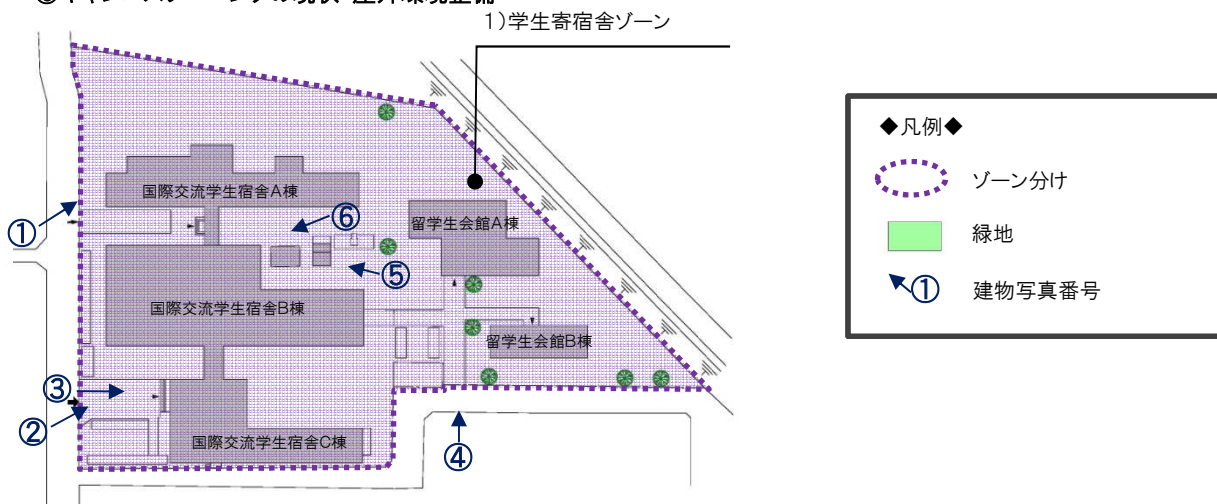 1)学生寄宿舎ゾーン
◆凡例◆
ゾーン分け
緑地
① 建物写真番号
国際交流学生宿舎A棟
留学生会館A棟
①
⑥
⑤
国際交流学生宿舎B棟
留学生会館B棟
③
②
国際交流学生宿舎C棟
④